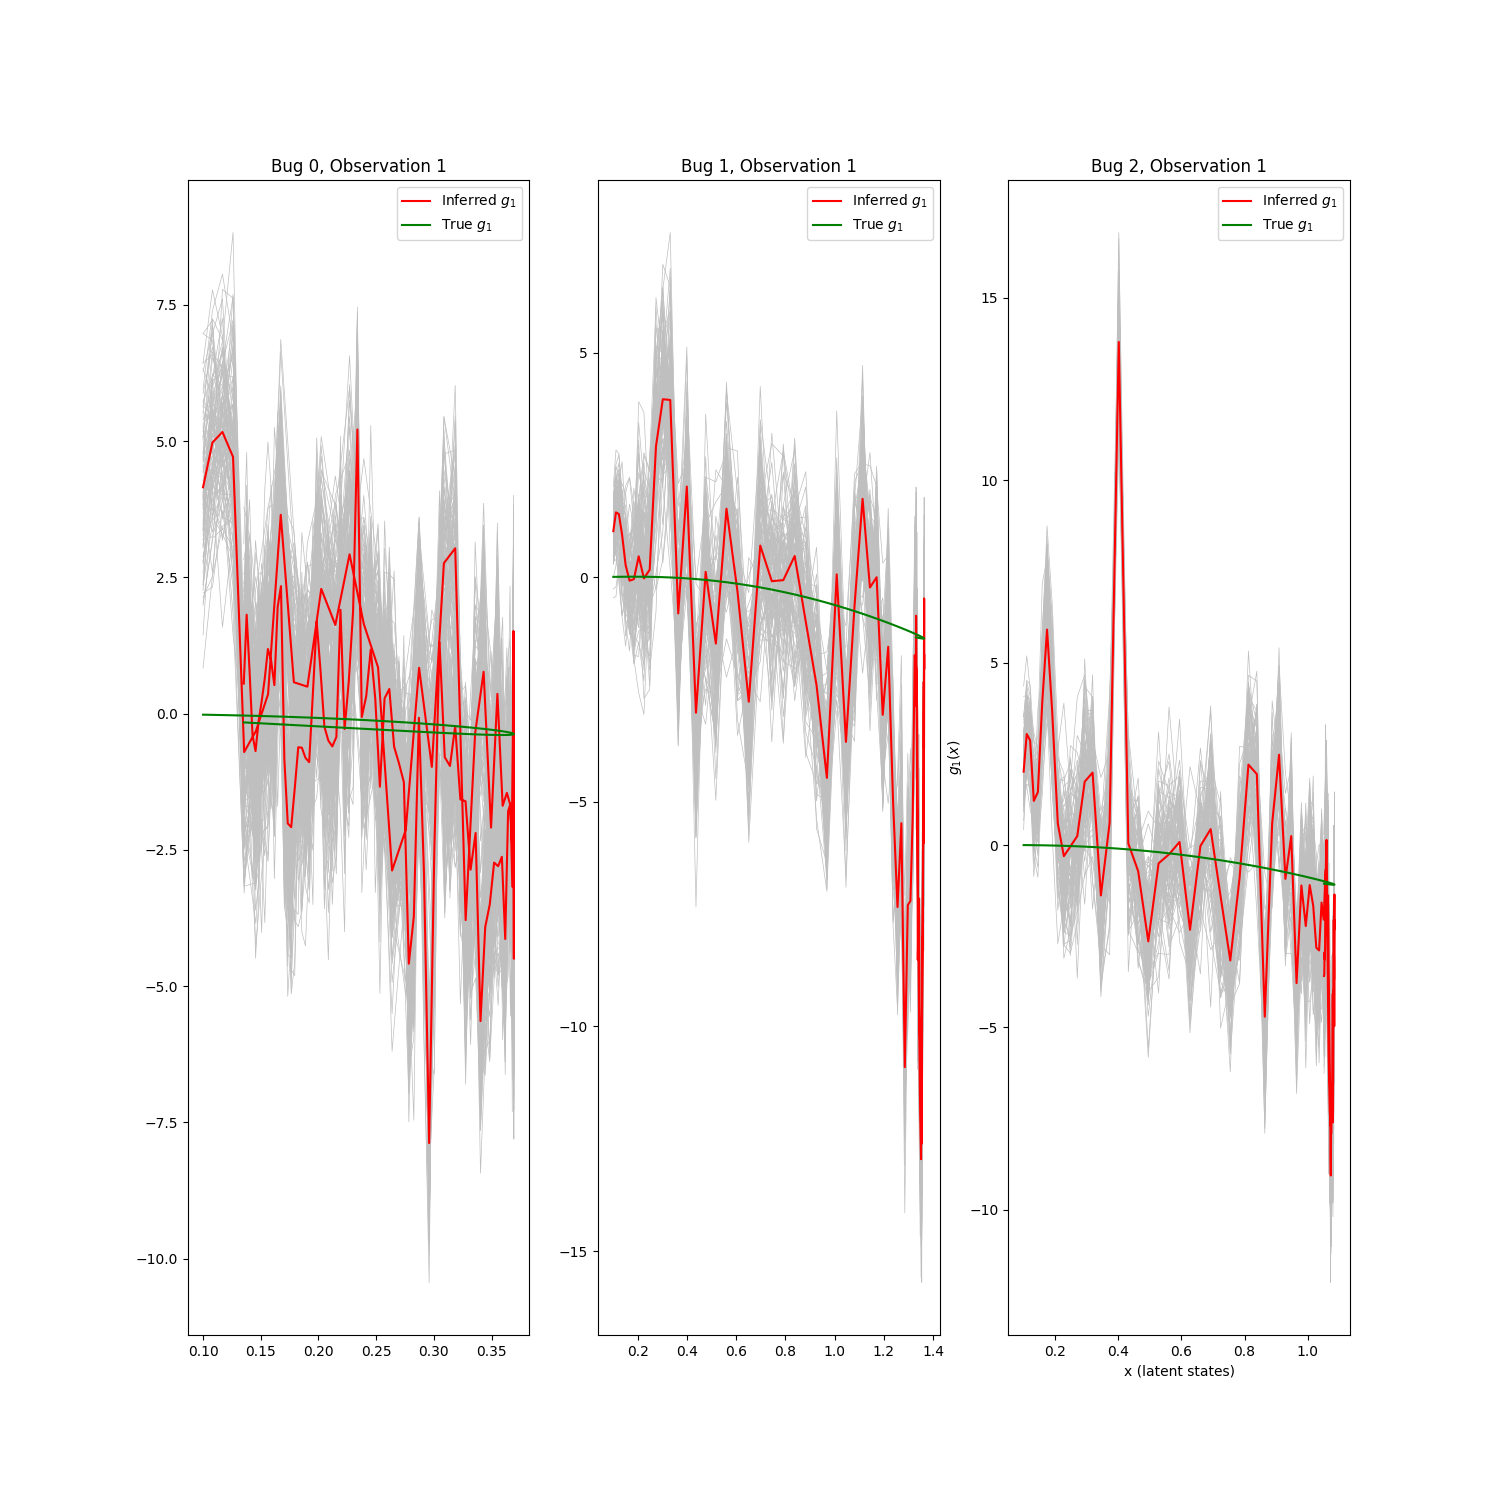 Bug 0, Observation 1
Inferred g₁
True g₁
7.5
5.0
2.5
0.0
−2.5
−5.0
−7.5
−10.0
0.10 0.15 0.20 0.25 0.30 0.35
Bug 1, Observation 1
Inferred g₁
True g₁
5
0
−5
−10
−15
0.2 0.4 0.6 0.8 1.0 1.2 1.4
Bug 2, Observation 1
Inferred g₁
True g₁
g₁(x)
15
10
5
0
−5
−10
0.2 0.4 0.6 0.8 1.0
x (latent states)